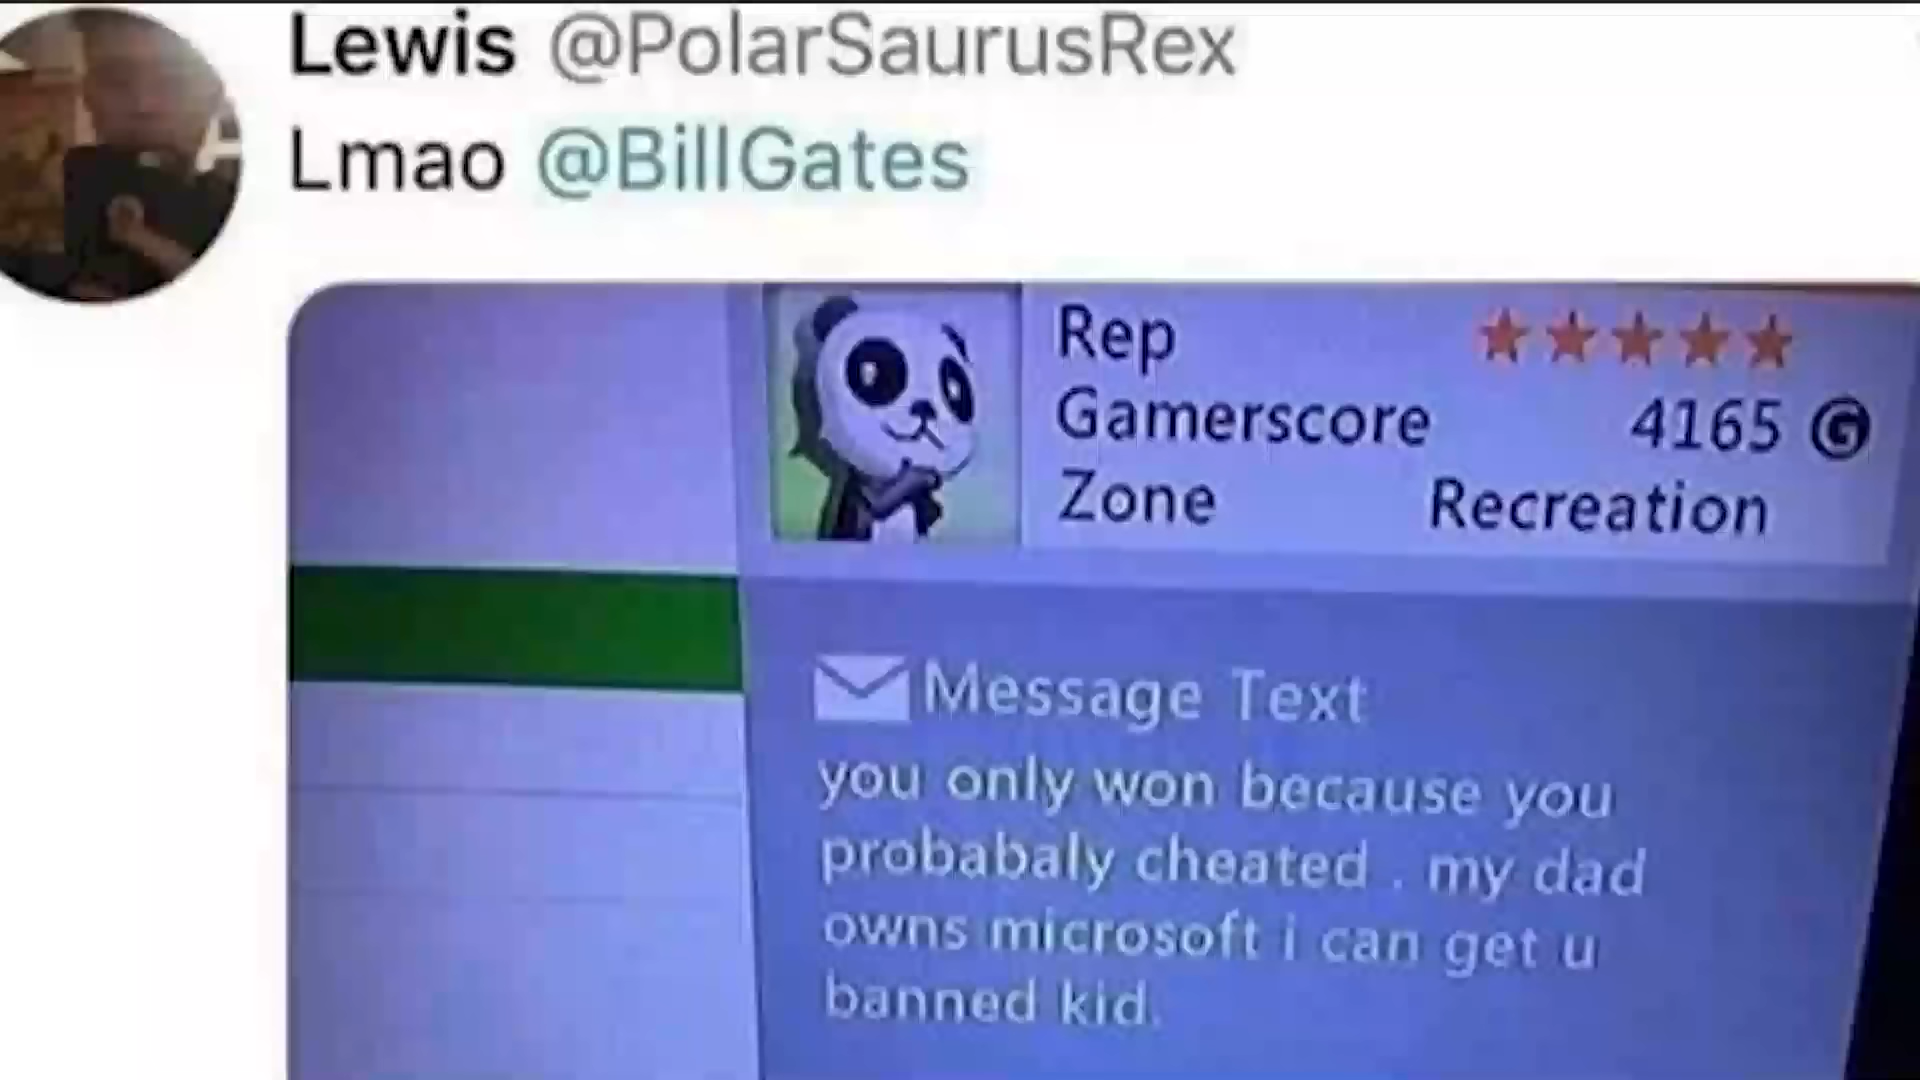 Lewis @PolarSaurusRex
Lmao @BillGates
Rep
Gamerscore 4165 G
Zone Recreation
Message Text
you only won because you
probabaly cheated . my dad
owns microsoft i can get u
banned kid.